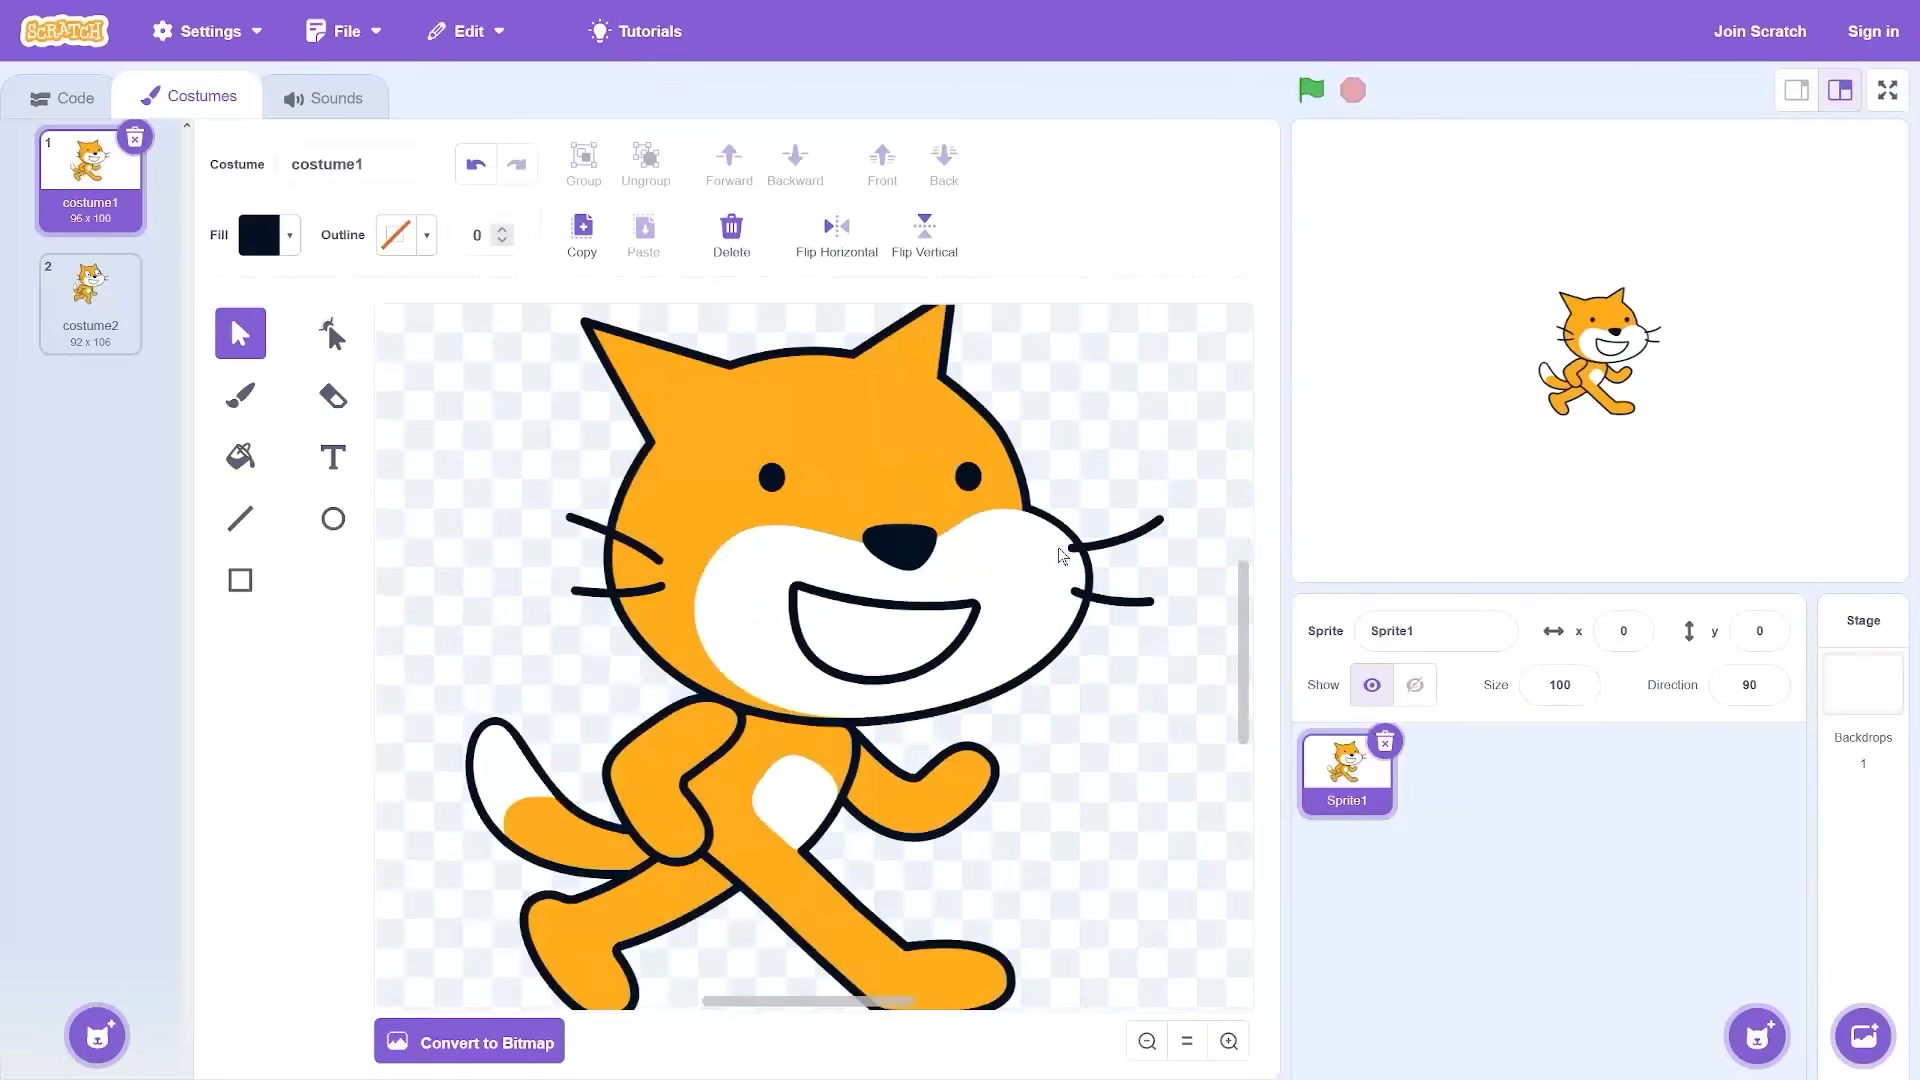 SCRATCH Settings File Edit Tutorials Join Scratch Sign in
Code Costumes Sounds
1
costume1
96 x 100
2
costume2
92 x 106
Costume costume1
Group Ungroup Forward Backward Front Back
Fill Outline 0
Copy Paste Delete Flip Horizontal Flip Vertical
T
Convert to Bitmap
Sprite Sprite1 x 0 y 0
Show Size 100 Direction 90
Sprite1
Stage
Backdrops
1